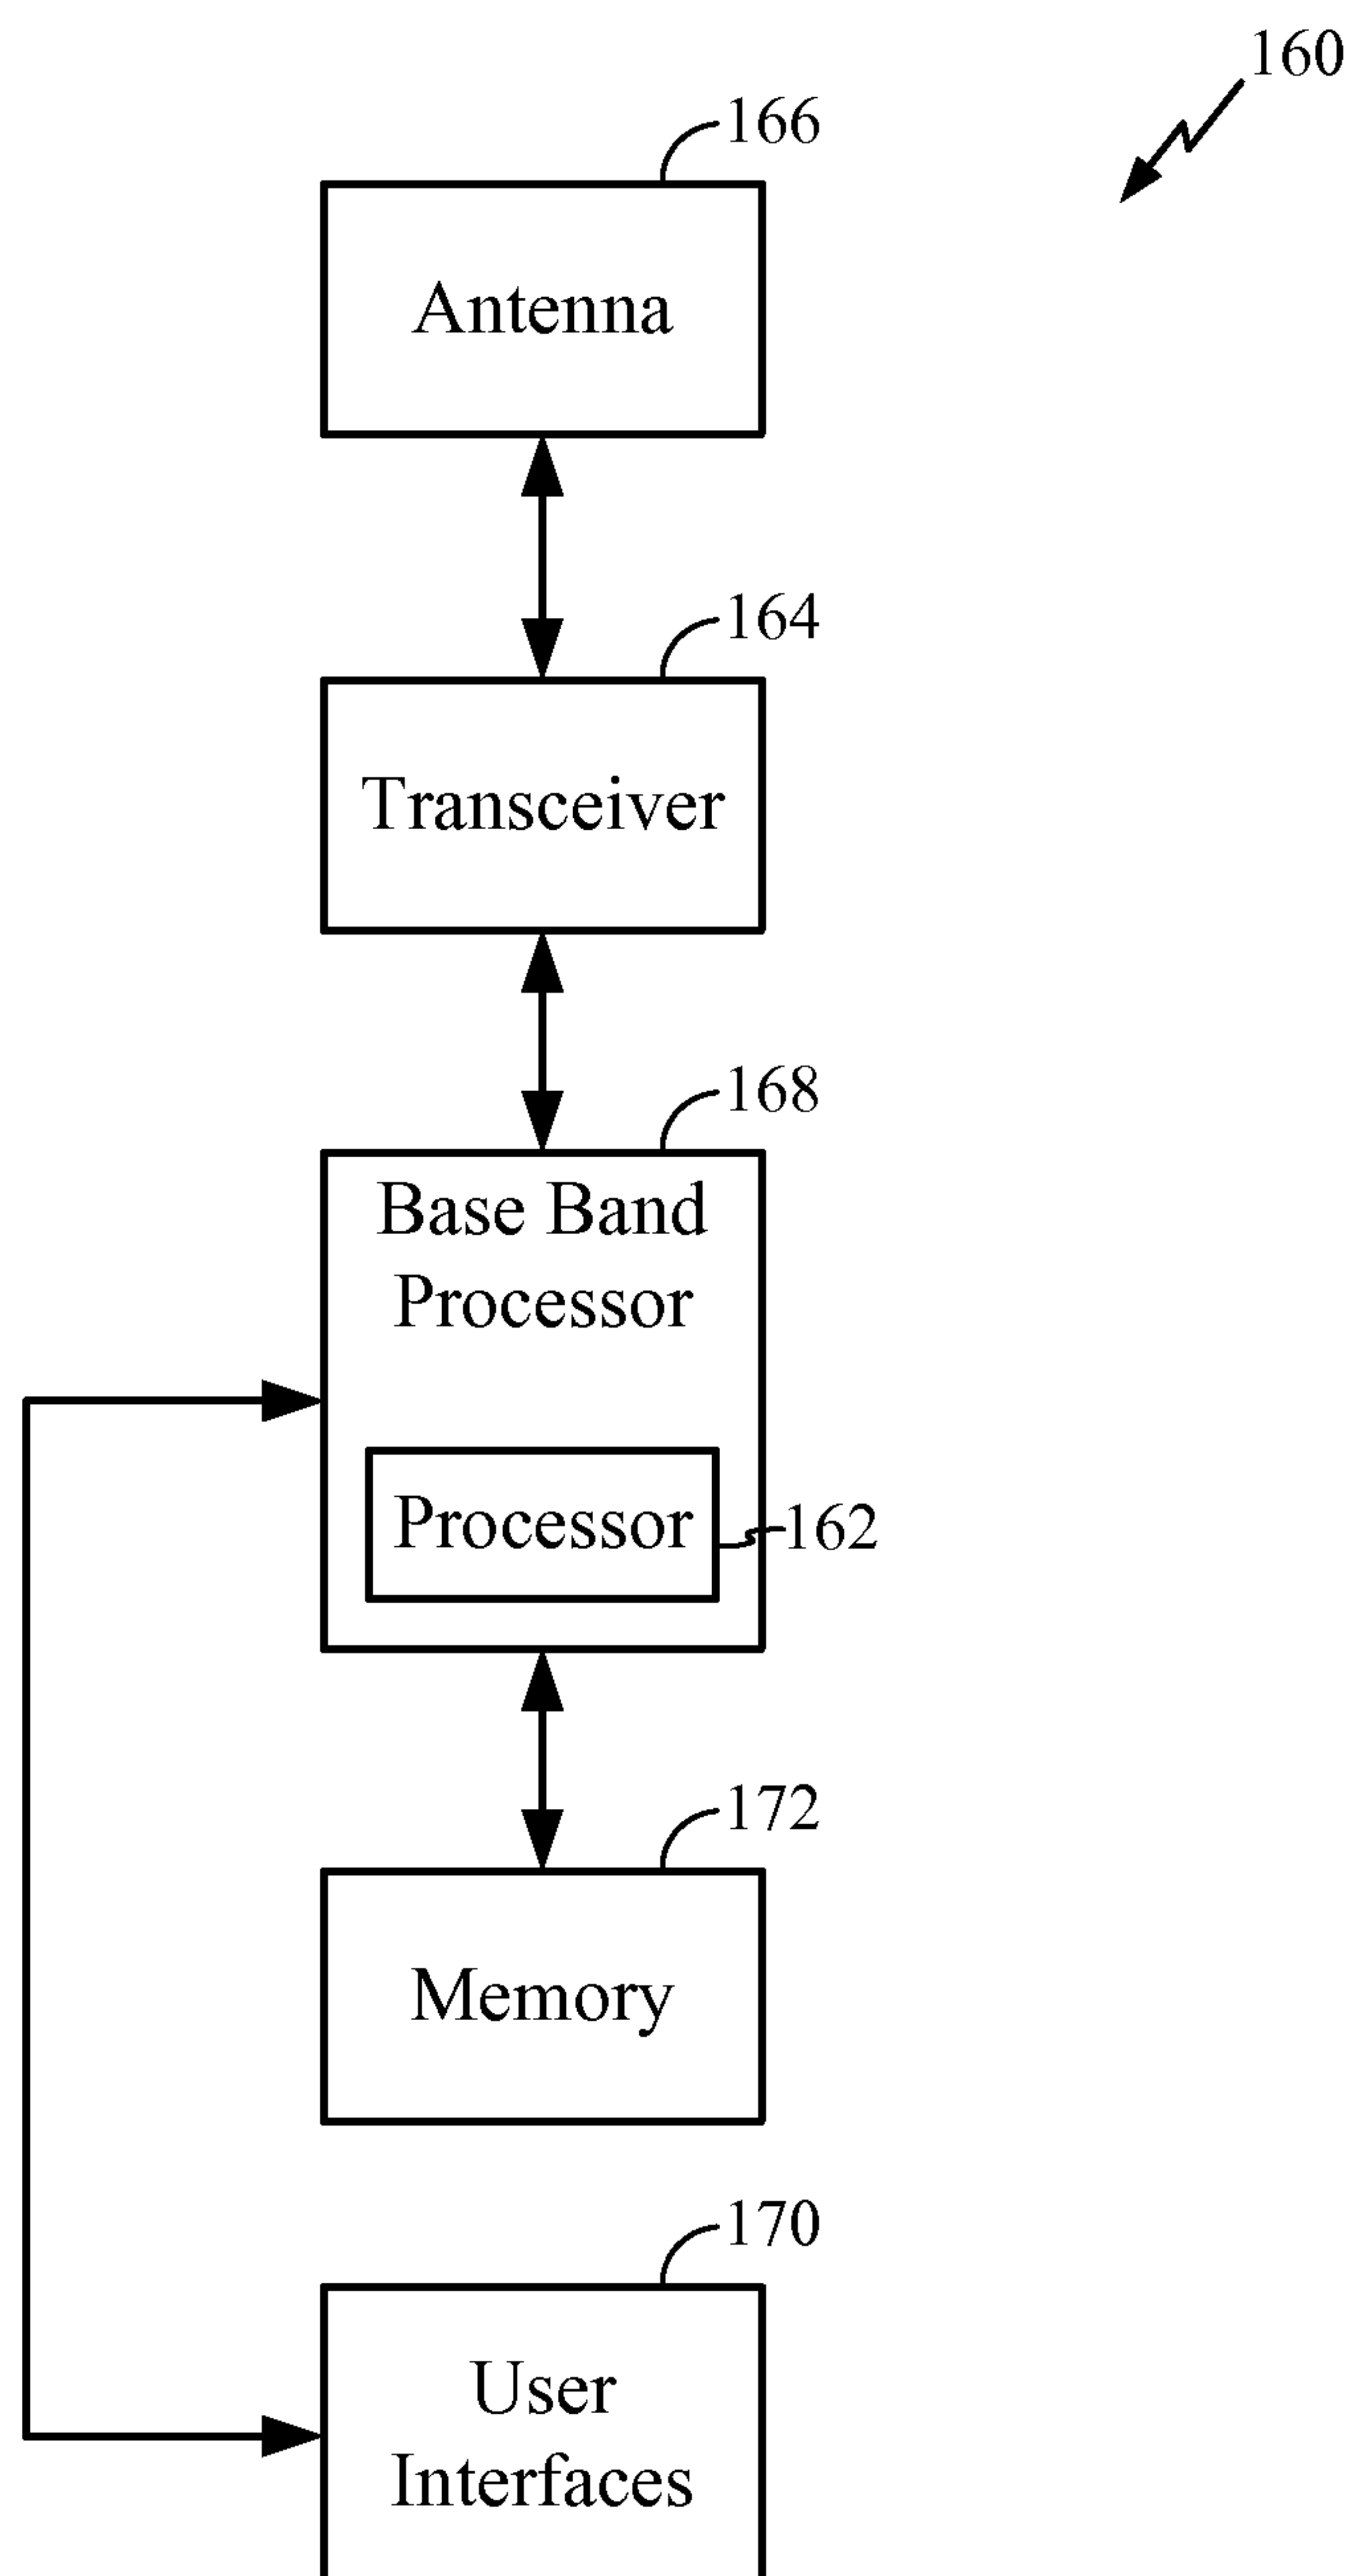 160
166
Antenna
164
Transceiver
168
Base Band
Processor
Processor
162
172
Memory
170
User
Interfaces